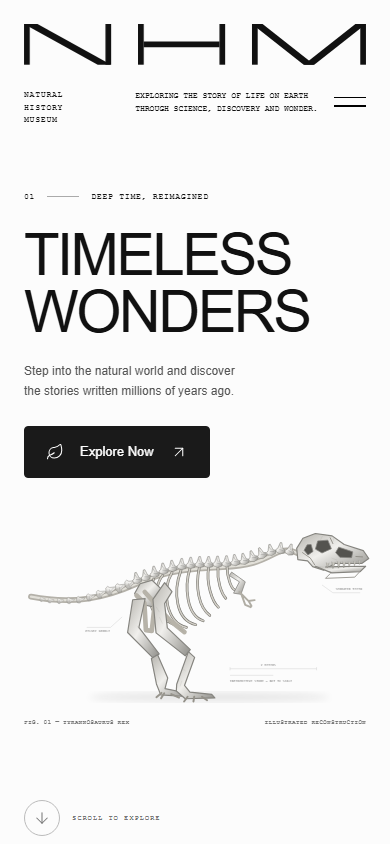 NHM
NATURAL
HISTORY
MUSEUM
EXPLORING THE STORY OF LIFE ON EARTH
THROUGH SCIENCE, DISCOVERY AND WONDER.
01
DEEP TIME, REIMAGINED
TIMELESS
WONDERS
Step into the natural world and discover
the stories written millions of years ago.
Explore Now
FIG. 01 — TYRANNOSAURUS REX
ILLUSTRATED RECONSTRUCTION
SCROLL TO EXPLORE